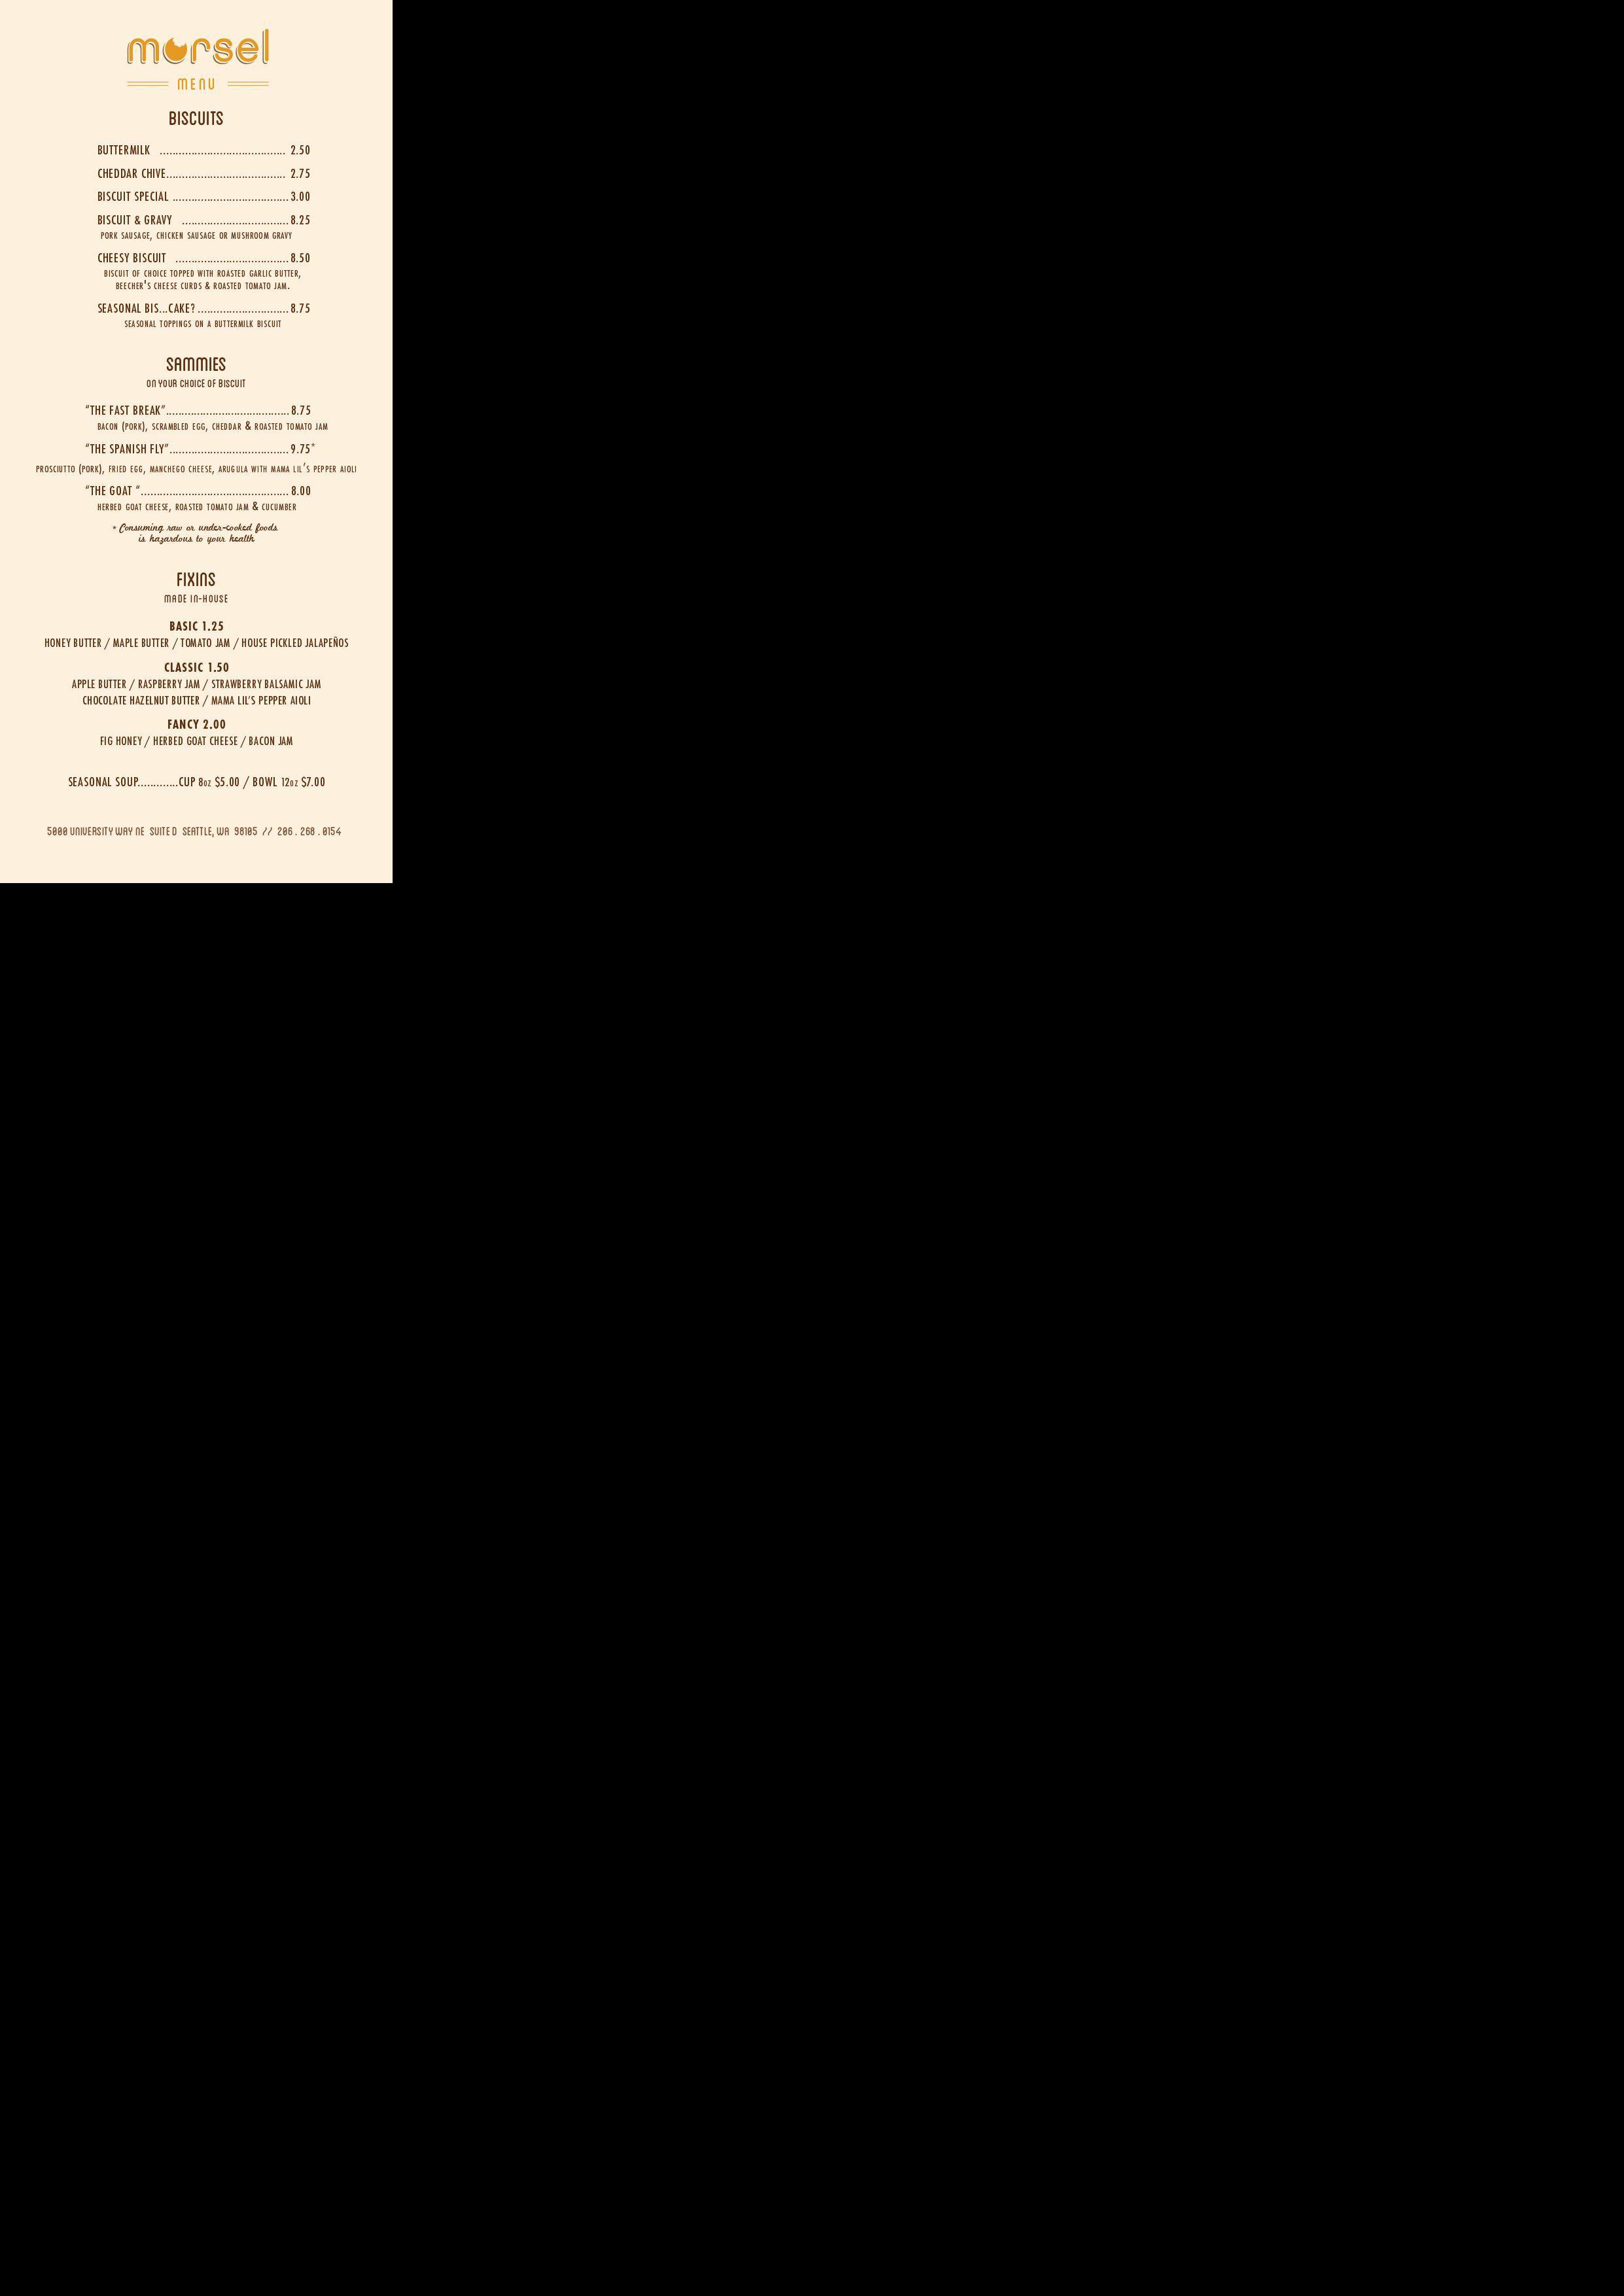 morsel
MENU
BISCUITS
BUTTERMILK ........................................ 2.50
CHEDDAR CHIVE...................................... 2.75
BISCUIT SPECIAL .....................................3.00
BISCUIT & GRAVY ..................................8.25
PORK SAUSAGE, CHICKEN SAUSAGE OR MUSHROOM GRAVY
CHEESY BISCUIT ....................................8.50
BISCUIT OF CHOICE TOPPED WITH ROASTED GARLIC BUTTER,
BEECHER'S CHEESE CURDS & ROASTED TOMATO JAM.
SEASONAL BIS...CAKE? .............................8.75
SEASONAL TOPPINGS ON A BUTTERMILK BISCUIT
SAMMIES
ON YOUR CHOICE OF BISCUIT
"THE FAST BREAK"....................................... 8.75
BACON (PORK), SCRAMBLED EGG, CHEDDAR & ROASTED TOMATO JAM
"THE SPANISH FLY"...................................... 9.75*
PROSCIUTTO (PORK), FRIED EGG, MANCHEGO CHEESE, ARUGULA WITH MAMA LIL'S PEPPER AIOLI
"THE GOAT "............................................... 8.00
HERBED GOAT CHEESE, ROASTED TOMATO JAM & CUCUMBER
* Consuming raw or under-cooked foods
is hazardous to your health
FIXINS
MADE IN-HOUSE
BASIC 1.25
HONEY BUTTER / MAPLE BUTTER / TOMATO JAM / HOUSE PICKLED JALAPEÑOS
CLASSIC 1.50
APPLE BUTTER / RASPBERRY JAM / STRAWBERRY BALSAMIC JAM
CHOCOLATE HAZELNUT BUTTER / MAMA LIL'S PEPPER AIOLI
FANCY 2.00
FIG HONEY / HERBED GOAT CHEESE / BACON JAM
SEASONAL SOUP.............CUP 8OZ $5.00 / BOWL 12OZ $7.00
5000 UNIVERSITY WAY NE SUITE D SEATTLE, WA 98105 // 206 . 268 . 0154